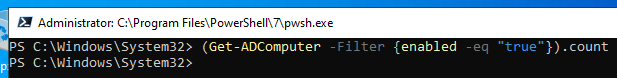 Administrator: C:\Program Files\PowerShell\7\pwsh.exe
PS C:\Windows\System32> (Get-ADComputer -Filter {enabled -eq "true"}).count
PS C:\Windows\System32>